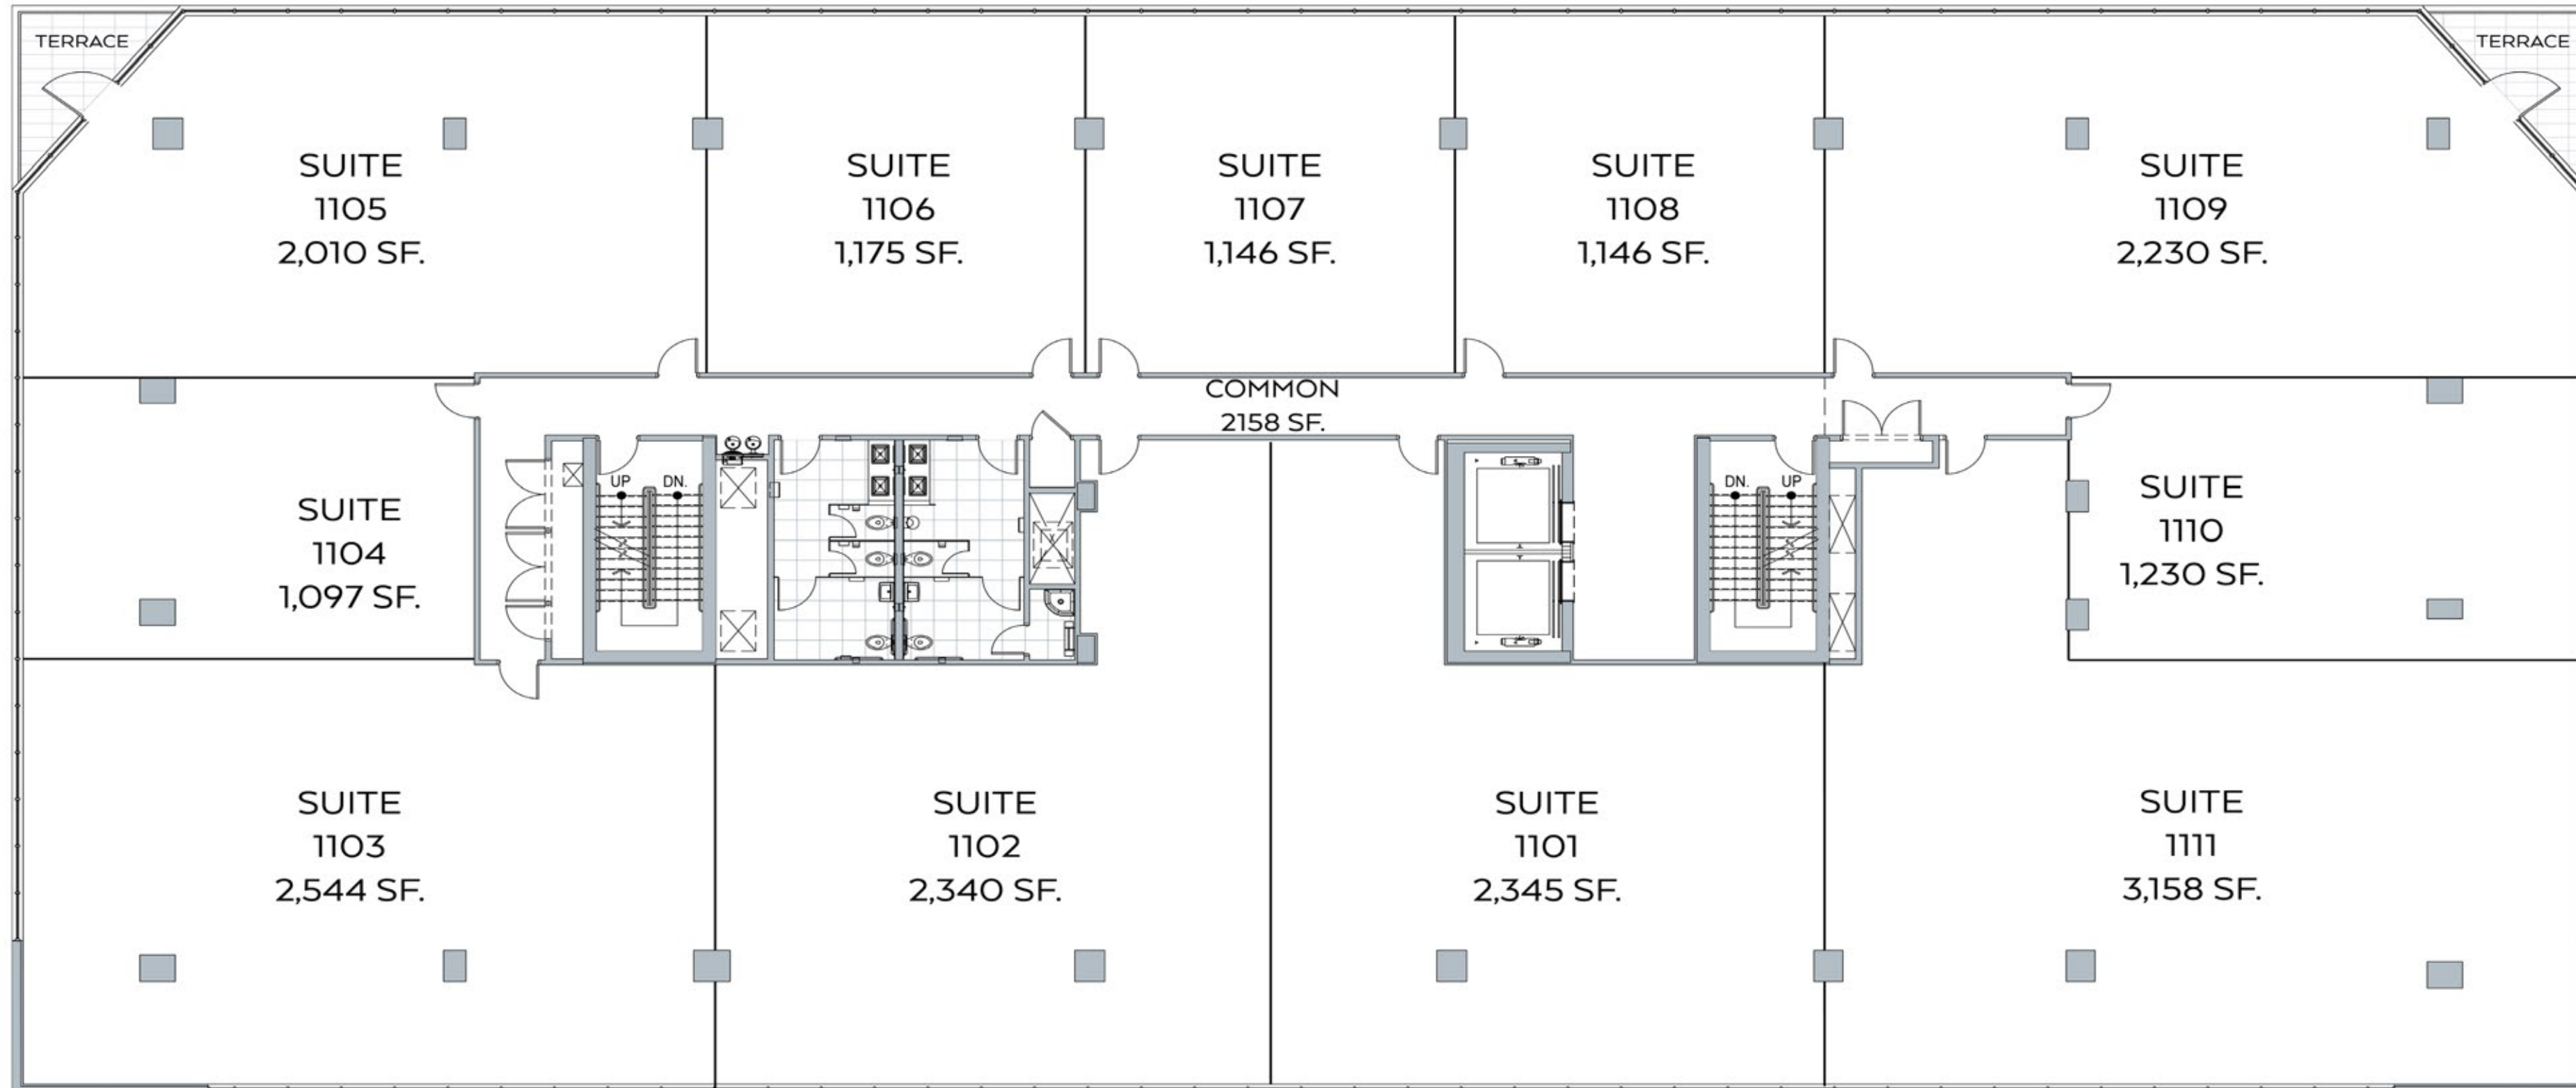 TERRACE
TERRACE
SUITE
1105
2,010 SF.
SUITE
1106
1,175 SF.
SUITE
1107
1,146 SF.
SUITE
1108
1,146 SF.
SUITE
1109
2,230 SF.
COMMON
2158 SF.
SUITE
1104
1,097 SF.
UP
DN.
DN.
UP
SUITE
1110
1,230 SF.
SUITE
1103
2,544 SF.
SUITE
1102
2,340 SF.
SUITE
1101
2,345 SF.
SUITE
1111
3,158 SF.